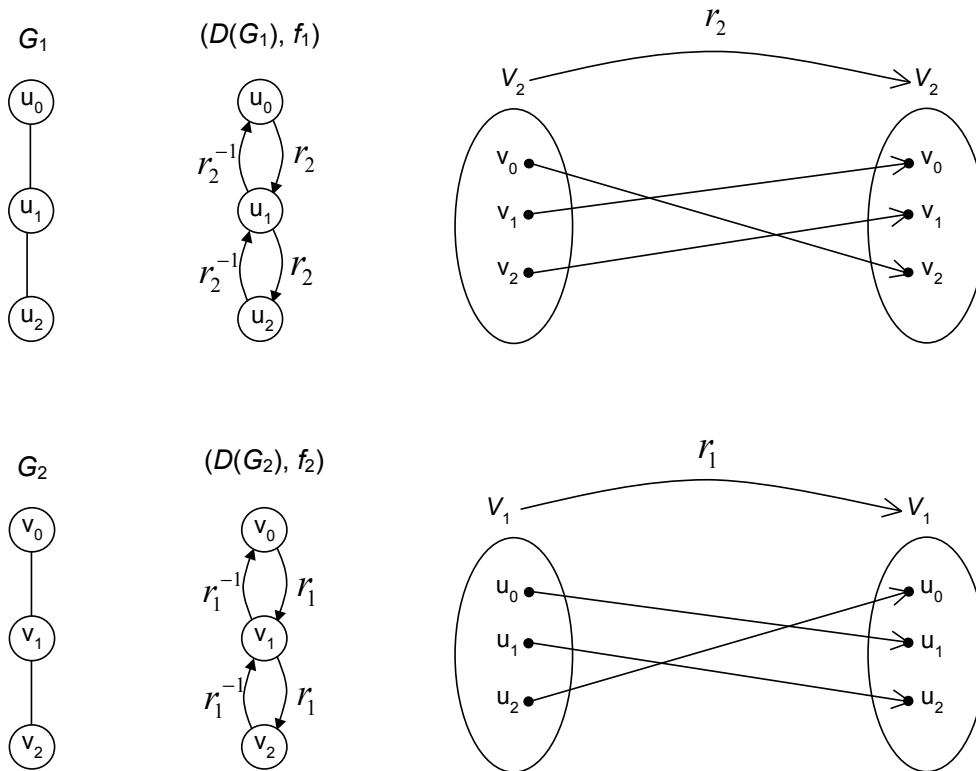 G₁
(D(G₁), f₁)
r₂
V₂ V₂
u₀ u₀
r₂⁻¹ r₂
v₀ v₀
u₁ u₁
v₁ v₁
r₂⁻¹ r₂
v₂ v₂
u₂ u₂
G₂
(D(G₂), f₂)
r₁
V₁ V₁
v₀ v₀
r₁⁻¹ r₁
u₀ u₀
v₁ v₁
u₁ u₁
r₁⁻¹ r₁
u₂ u₂
v₂ v₂